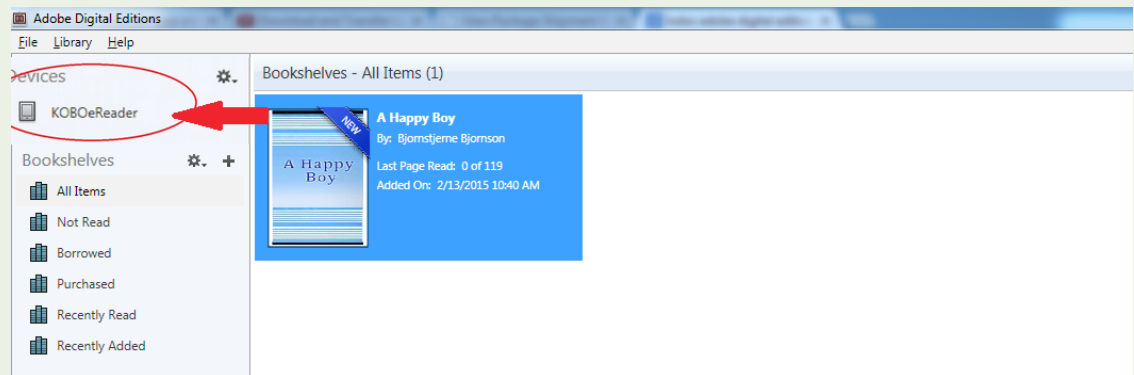 Adobe Digital Editions
File Library Help
Devices
KOBOeReader
Bookshelves
All Items
Not Read
Borrowed
Purchased
Recently Read
Recently Added
Bookshelves - All Items (1)
NEW
A Happy
Boy
A Happy Boy
By: Bjornstjerne Bjornson
Last Page Read: 0 of 119
Added On: 2/13/2015 10:40 AM